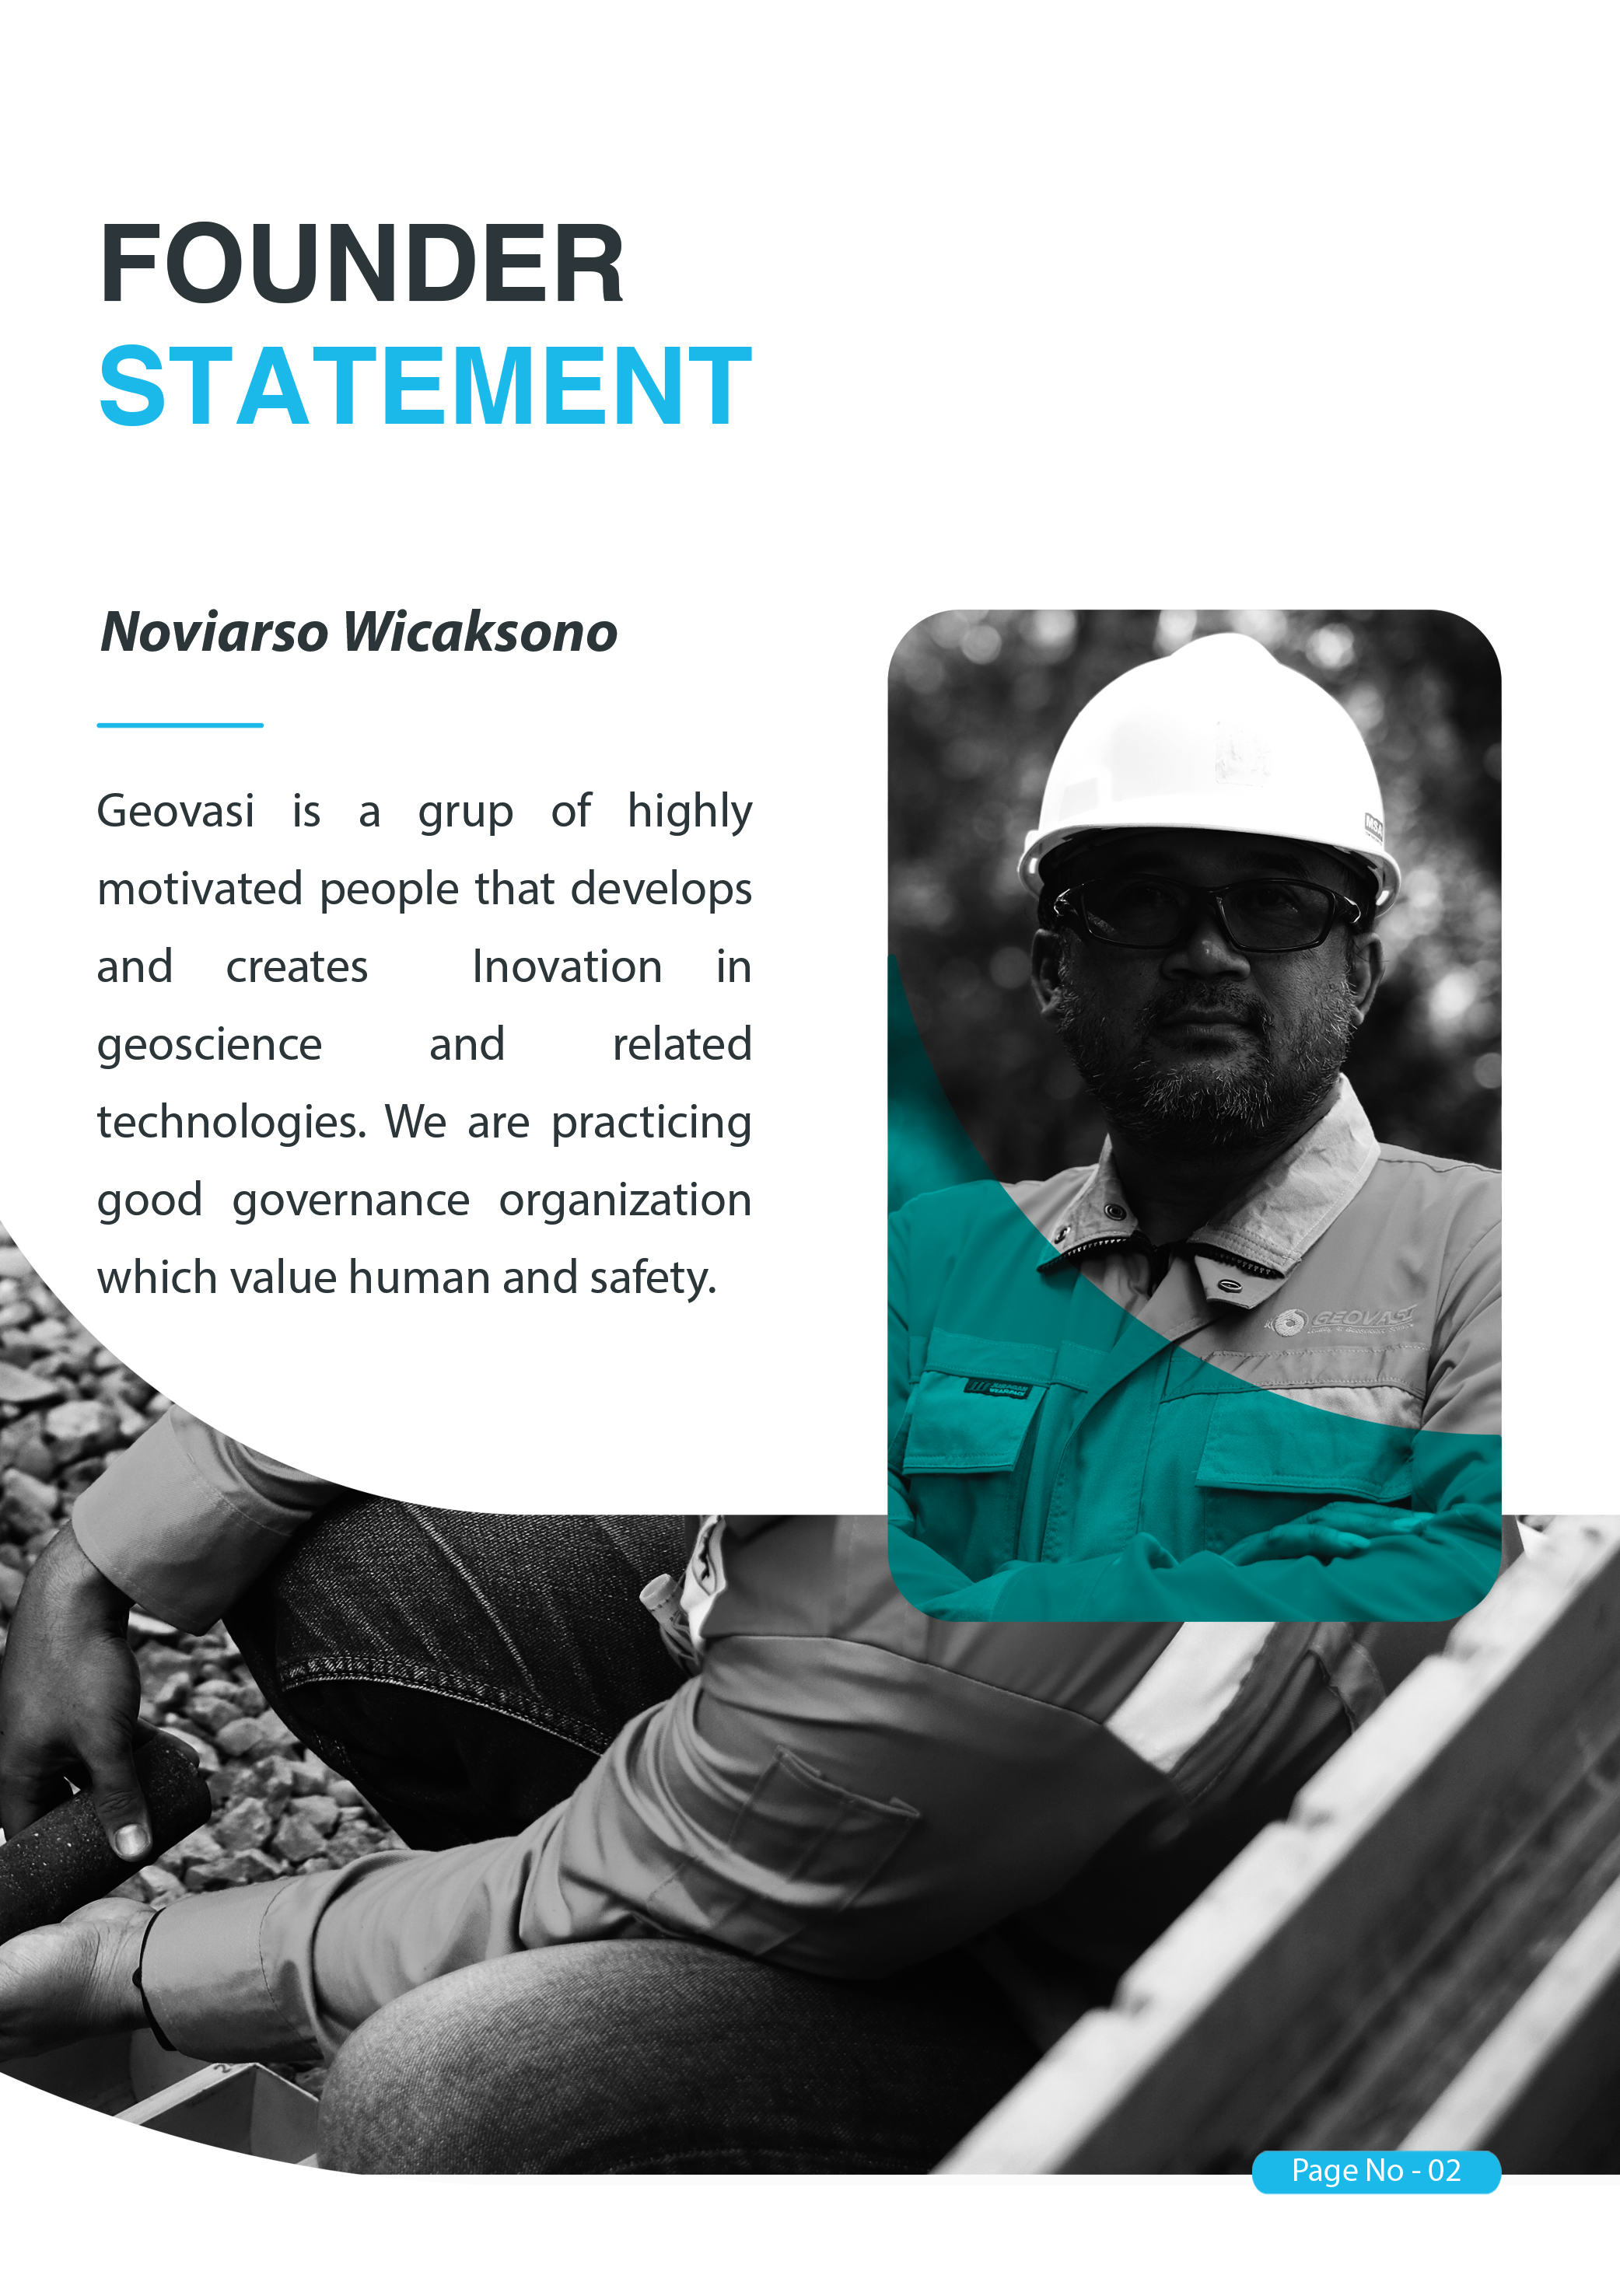 FOUNDER
STATEMENT
Noviarso Wicaksono
Geovasi is a grup of highly
motivated people that develops
and creates Inovation in
geoscience and related
technologies. We are practicing
good governance organization
which value human and safety.
MSA
GEOVASI
Page No - 02